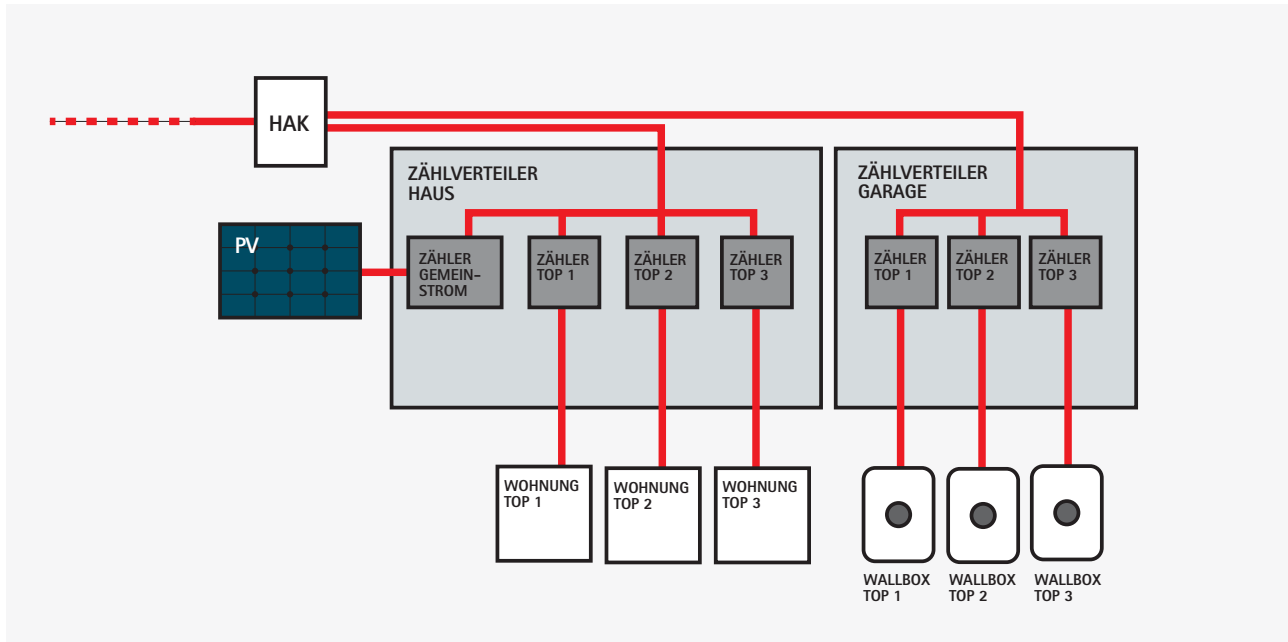 HAK
ZÄHLVERTEILER
HAUS
ZÄHLVERTEILER
GARAGE
PV
ZÄHLER
GEMEIN-
STROM
ZÄHLER
TOP 1
ZÄHLER
TOP 2
ZÄHLER
TOP 3
ZÄHLER
TOP 1
ZÄHLER
TOP 2
ZÄHLER
TOP 3
WOHNUNG
TOP 1
WOHNUNG
TOP 2
WOHNUNG
TOP 3
WALLBOX
TOP 1
WALLBOX
TOP 2
WALLBOX
TOP 3